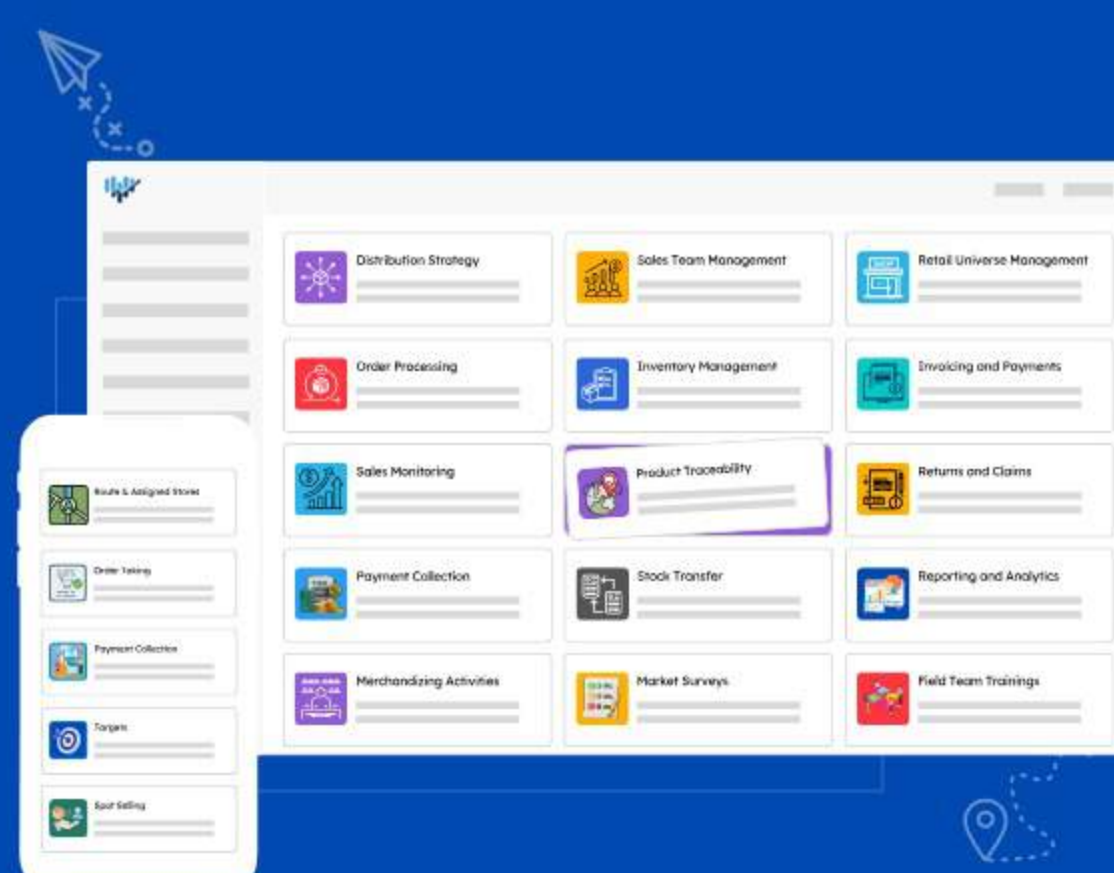 Distribution Strategy
Sales Team Management
Retail Universe Management
Order Processing
Inventory Management
Invoicing and Payments
Sales Monitoring
Product Traceability
Returns and Claims
Payment Collection
Stock Transfer
Reporting and Analytics
Merchandizing Activities
Market Surveys
Field Team Trainings
Route & Assigned Stores
Order Taking
Payment Collection
Targets
Spot Selling